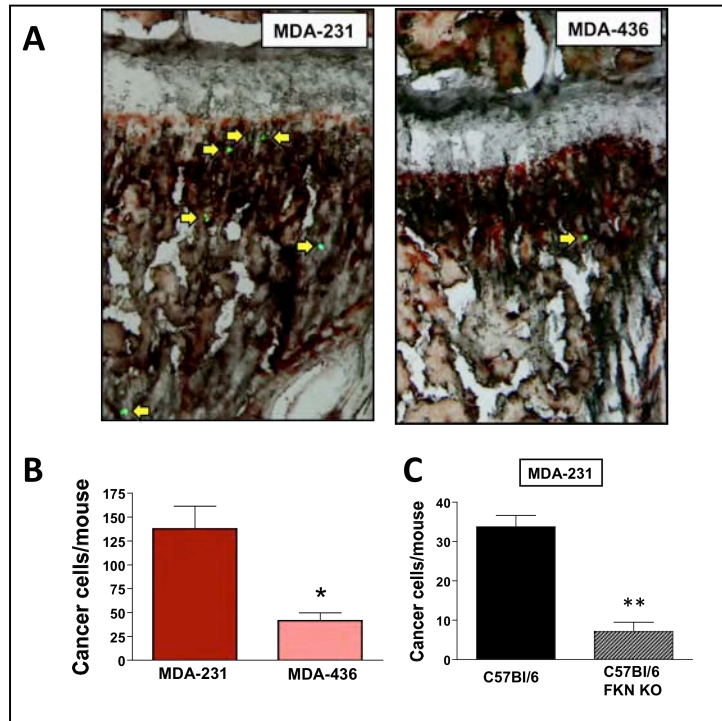 A
MDA-231
MDA-436
B
Cancer cells/mouse
175
150
125
100
75
50
25
0
*
MDA-231
MDA-436
C
MDA-231
Cancer cells/mouse
40
30
20
10
0
**
C57Bl/6
C57Bl/6
FKN KO